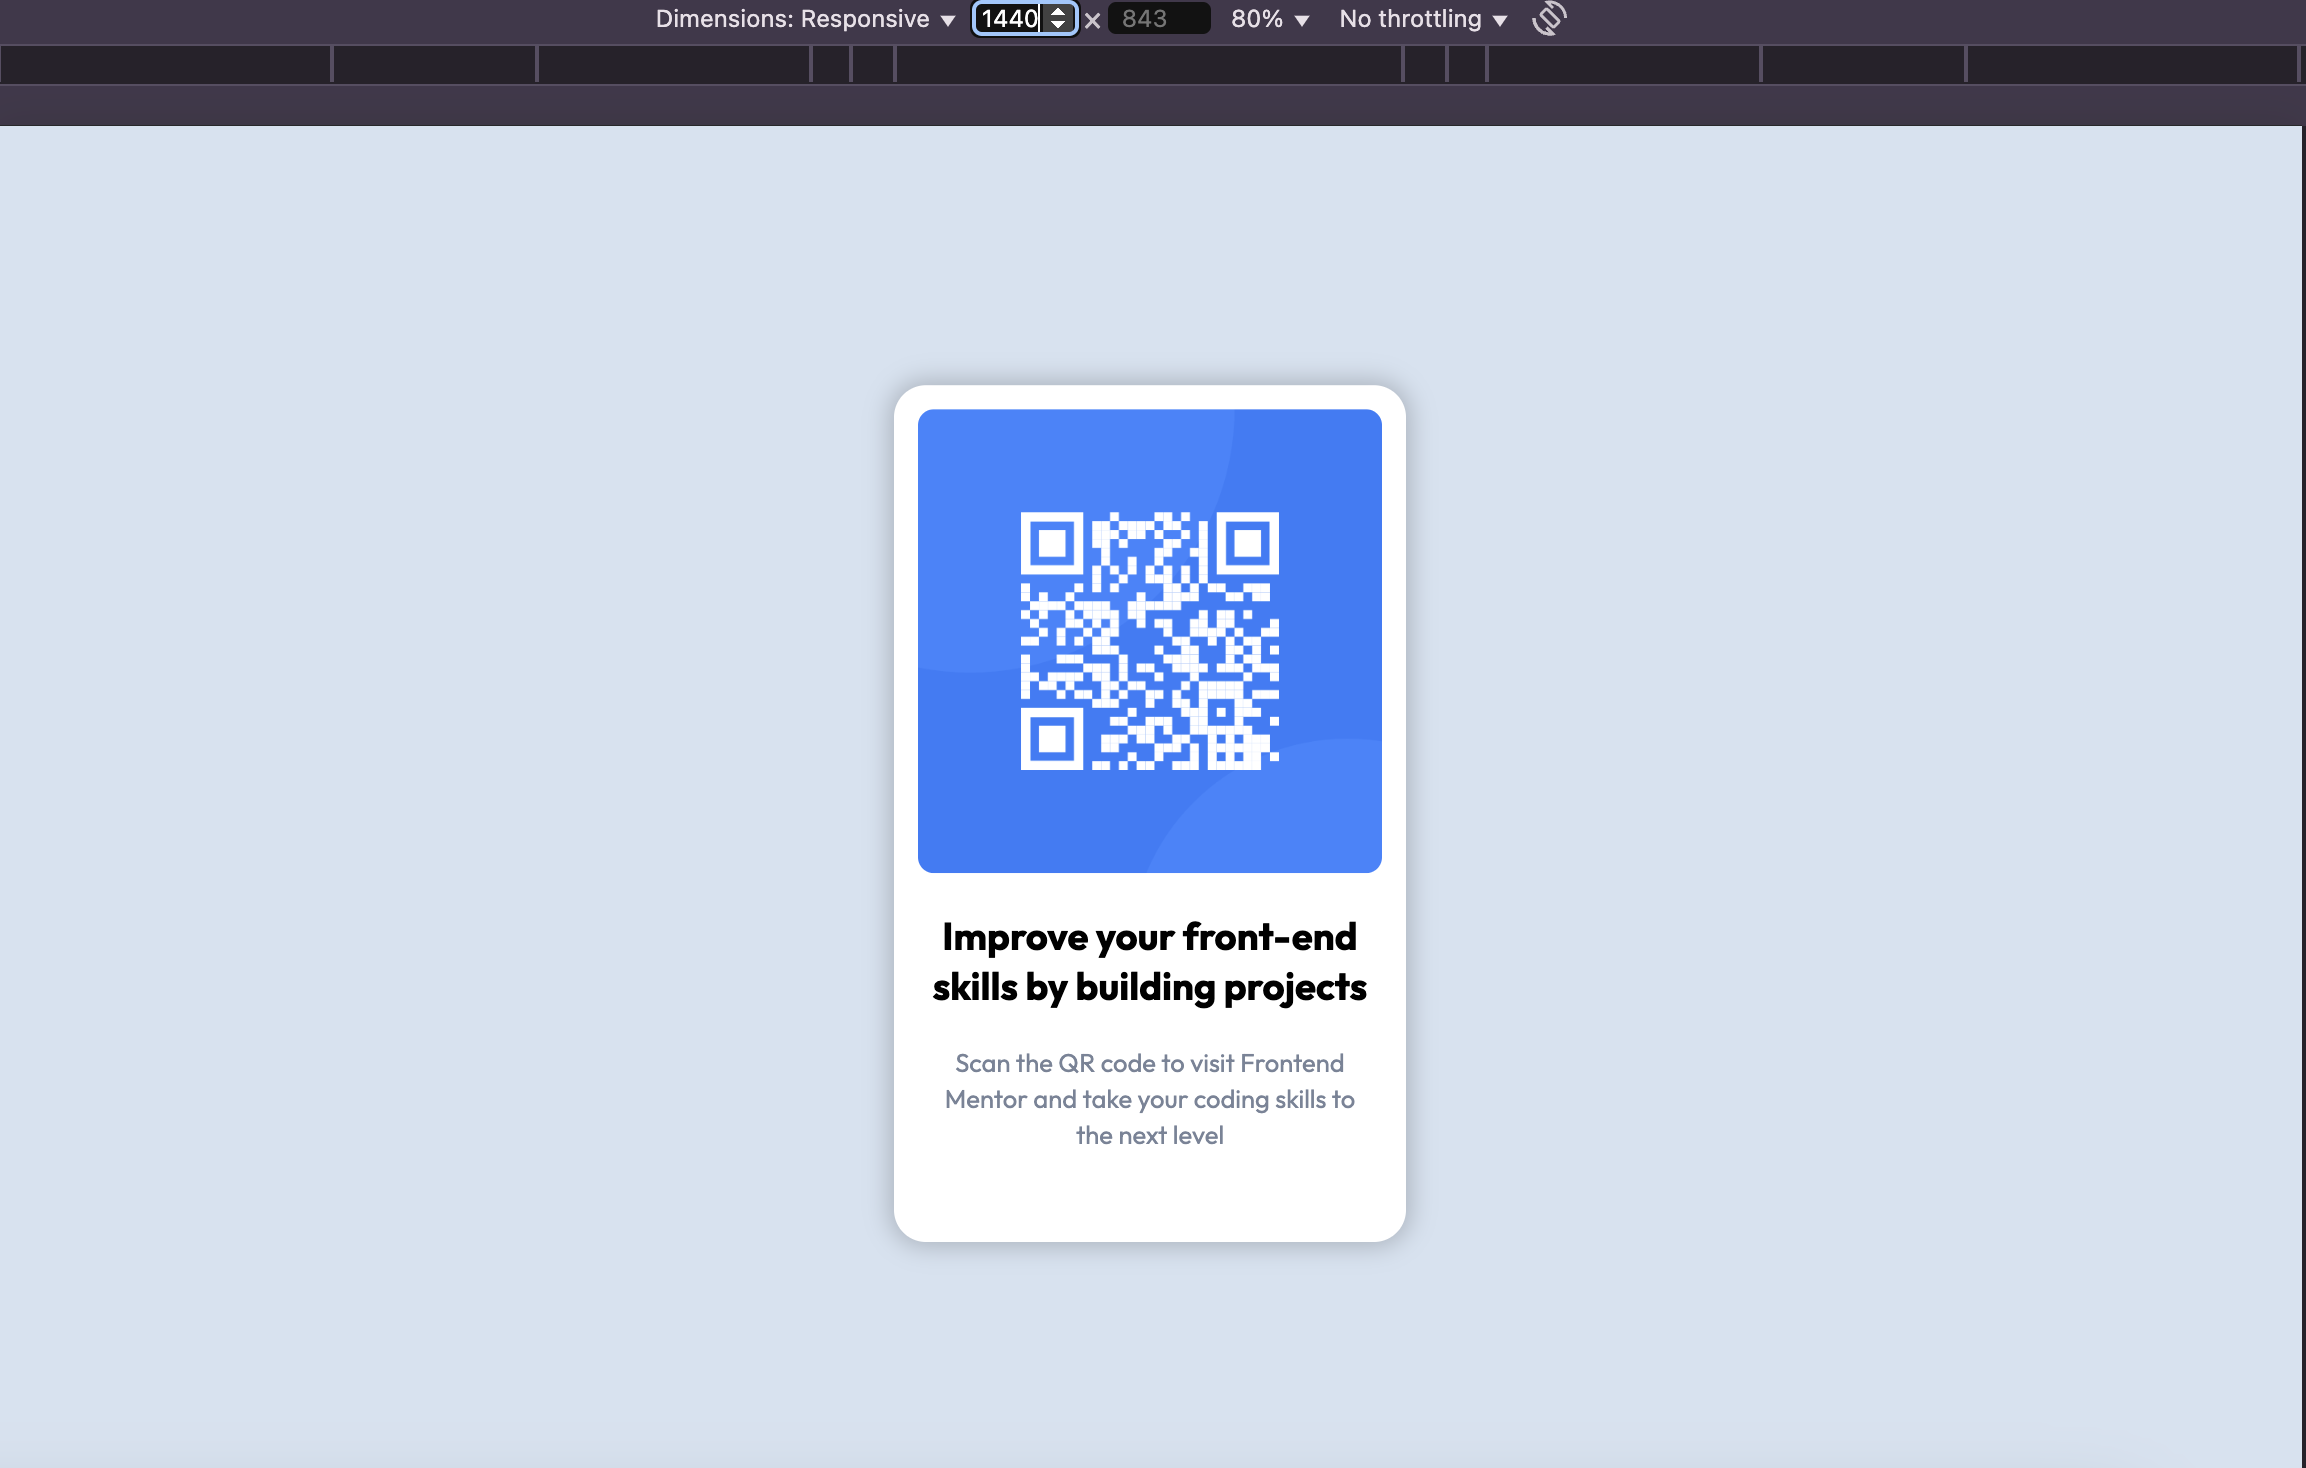 Dimensions: Responsive ▼ 1440 × 843 80% ▼ No throttling ▼
Improve your front-end
skills by building projects
Scan the QR code to visit Frontend
Mentor and take your coding skills to
the next level